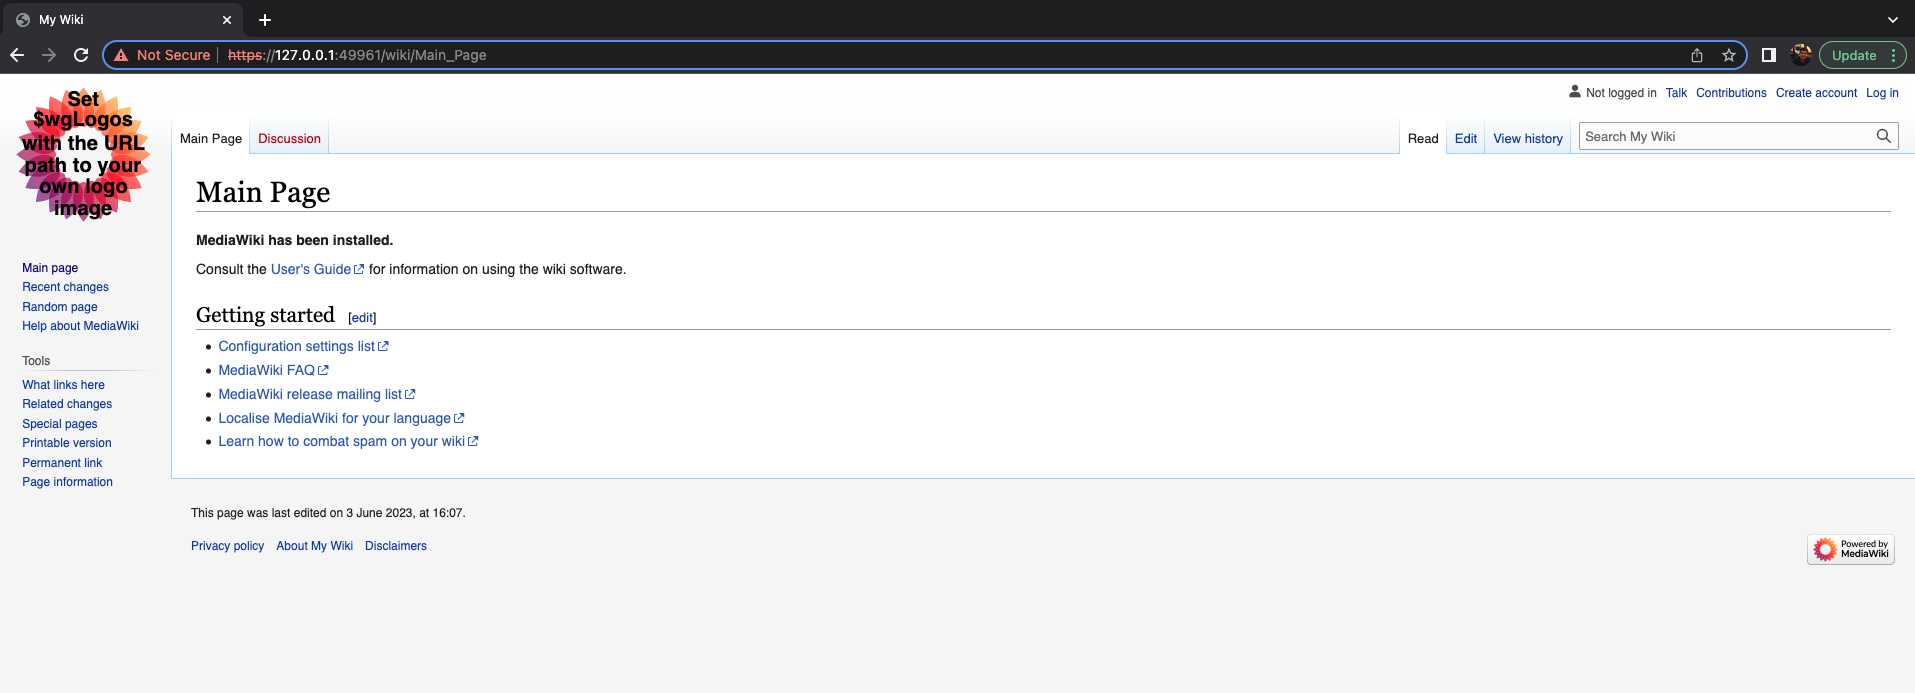 My Wiki
Not Secure https://127.0.0.1:49961/wiki/Main_Page
Update
Set
$wgLogos
with the URL
path to your
own logo
image
Not logged in Talk Contributions Create account Log in
Main Page Discussion Read Edit View history Search My Wiki
Main Page
MediaWiki has been installed.
Consult the User's Guide for information on using the wiki software.
Getting started [edit]
Configuration settings list
MediaWiki FAQ
MediaWiki release mailing list
Localise MediaWiki for your language
Learn how to combat spam on your wiki
Main page
Recent changes
Random page
Help about MediaWiki
Tools
What links here
Related changes
Special pages
Printable version
Permanent link
Page information
This page was last edited on 3 June 2023, at 16:07.
Privacy policy About My Wiki Disclaimers
Powered by
MediaWiki